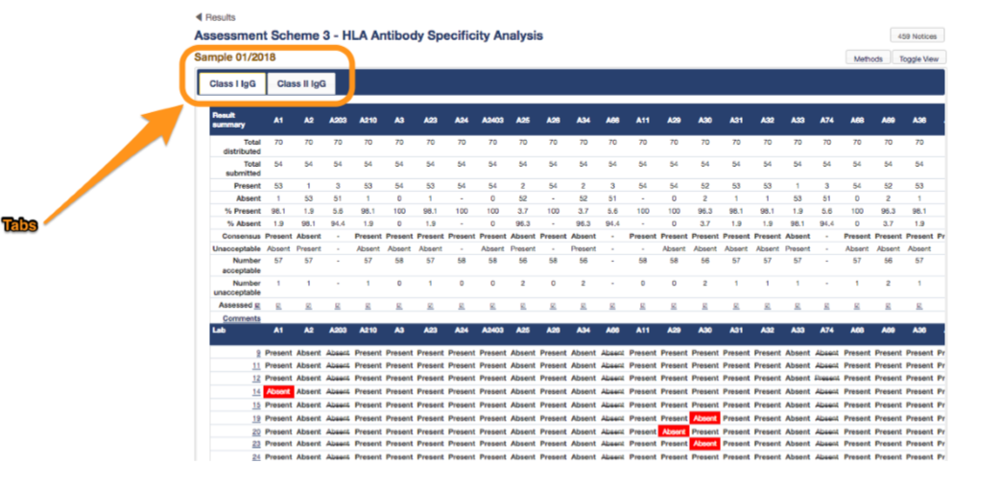 Results
Assessment Scheme 3 - HLA Antibody Specificity Analysis
459 Notices
Sample 01/2018
Methods Toggle View
Class I IgG Class II IgG
Result summary A1 A2 A203 A210 A3 A23 A24 A2403 A25 A26 A34 A66 A11 A29 A30 A31 A32 A33 A74 A68 A69 A36
Total distributed 70 70 70 70 70 70 70 70 70 70 70 70 70 70 70 70 70 70 70 70 70 70
Total submitted 54 54 54 54 54 54 54 54 54 54 54 54 54 54 54 54 54 54 54 54 54 54
Present 53 1 3 53 54 53 54 54 2 54 2 3 54 54 52 53 53 1 3 54 52 53
Absent 1 53 51 1 0 1 - 0 52 - 52 51 - 0 2 1 1 53 51 0 2 1
% Present 98.1 1.9 5.6 98.1 100 98.1 100 100 3.7 100 3.7 5.6 100 100 96.3 98.1 98.1 1.9 5.6 100 96.3 98.1
% Absent 1.9 98.1 94.4 1.9 0 1.9 - 0 96.3 - 96.3 94.4 - 0 3.7 1.9 1.9 98.1 94.4 0 3.7 1.9
Consensus Present Absent - Present Present Present Present Present Absent Present Absent - Present Present Present Present Present Absent - Present Present Present Pr
Unacceptable Absent Present - Absent Absent Absent - Absent Present - Present - - Absent Absent Absent Absent Present - Absent Absent Absent
Number acceptable 57 57 - 57 58 57 58 58 56 58 56 - 58 58 56 57 57 57 - 57 56 57
Number unacceptable 1 1 - 1 0 1 0 0 2 0 2 - 0 0 2 1 1 1 - 1 2 1
Assessed
Comments
Lab A1 A2 A203 A210 A3 A23 A24 A2403 A25 A26 A34 A66 A11 A29 A30 A31 A32 A33 A74 A68 A69 A36
9 Present Absent Absent Present Present Present Present Present Absent Present Absent Absent Present Present Present Present Present Absent Absent Present Present Present Pr
11 Present Absent Absent Present Present Present Present Present Absent Present Absent Absent Present Present Present Present Present Absent Absent Present Present Present Pr
12 Present Absent Absent Present Present Present Present Present Absent Present Absent Absent Present Present Present Present Present Absent Present Present Present Present Pr
14 Absent Absent Absent Present Present Present Present Present Absent Present Absent Absent Present Present Present Present Present Absent Absent Present Present Present Pr
15 Present Absent Absent Present Present Present Present Present Absent Present Absent Absent Present Present Present Present Present Absent Absent Present Present Present Pr
19 Present Absent Absent Present Present Present Present Present Absent Present Absent Absent Present Present Absent Present Present Absent Absent Present Present Present Pr
20 Present Absent Absent Present Present Present Present Present Absent Present Absent Absent Present Absent Present Present Present Absent Absent Present Present Present Pr
23 Present Absent Absent Present Present Present Present Present Absent Present Absent Absent Present Present Absent Present Present Absent Absent Present Present Present Pr
24 Present Absent Absent Present Present Present Present Present Absent Present Absent Absent Present Present Present Present Present Absent Absent Present Present Present Pr
Tabs